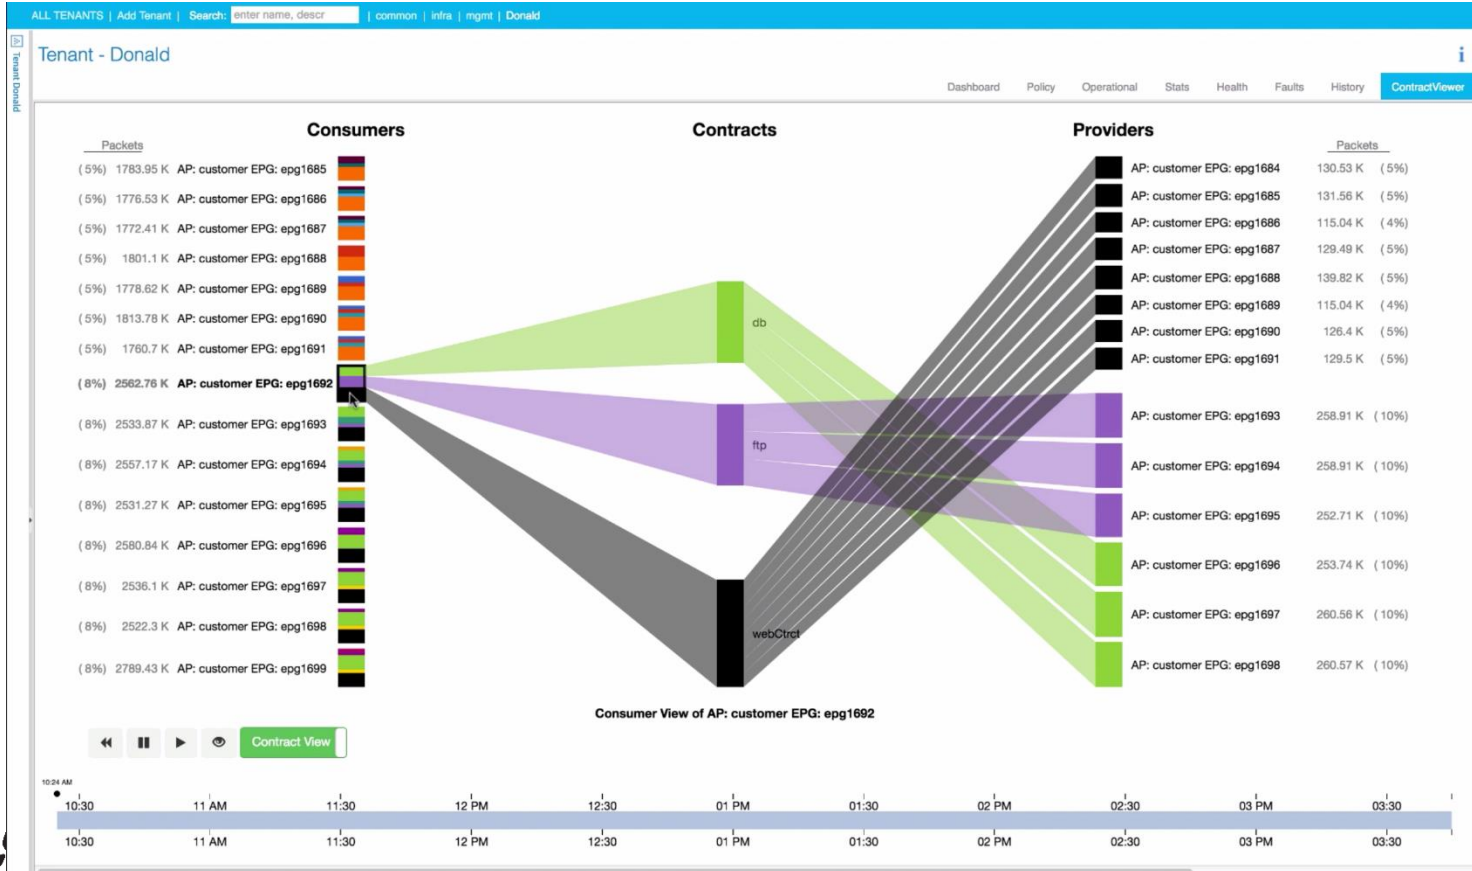 ALL TENANTS | Add Tenant | Search: enter name, descr | common | infra | mgmt | Donald
Tenant Donald
Tenant - Donald
i
Dashboard Policy Operational Stats Health Faults History ContractViewer
Consumers Contracts Providers
Packets Packets
(5%) 1783.95 K AP: customer EPG: epg1685
(5%) 1776.53 K AP: customer EPG: epg1686
(5%) 1772.41 K AP: customer EPG: epg1687
(5%) 1801.1 K AP: customer EPG: epg1688
(5%) 1778.62 K AP: customer EPG: epg1689
(5%) 1813.78 K AP: customer EPG: epg1690
(5%) 1760.7 K AP: customer EPG: epg1691
(8%) 2562.76 K AP: customer EPG: epg1692
(8%) 2533.87 K AP: customer EPG: epg1693
(8%) 2557.17 K AP: customer EPG: epg1694
(8%) 2531.27 K AP: customer EPG: epg1695
(8%) 2580.84 K AP: customer EPG: epg1696
(8%) 2536.1 K AP: customer EPG: epg1697
(8%) 2522.3 K AP: customer EPG: epg1698
(8%) 2789.43 K AP: customer EPG: epg1699
db
ftp
webCtrct
AP: customer EPG: epg1684 130.53 K (5%)
AP: customer EPG: epg1685 131.56 K (5%)
AP: customer EPG: epg1686 115.04 K (4%)
AP: customer EPG: epg1687 129.49 K (5%)
AP: customer EPG: epg1688 139.82 K (5%)
AP: customer EPG: epg1689 115.04 K (4%)
AP: customer EPG: epg1690 126.4 K (5%)
AP: customer EPG: epg1691 129.5 K (5%)
AP: customer EPG: epg1693 258.91 K (10%)
AP: customer EPG: epg1694 258.91 K (10%)
AP: customer EPG: epg1695 252.71 K (10%)
AP: customer EPG: epg1696 253.74 K (10%)
AP: customer EPG: epg1697 260.56 K (10%)
AP: customer EPG: epg1698 260.57 K (10%)
Consumer View of AP: customer EPG: epg1692
Contract View
10:24 AM
10:30 11 AM 11:30 12 PM 12:30 01 PM 01:30 02 PM 02:30 03 PM 03:30
10:30 11 AM 11:30 12 PM 12:30 01 PM 01:30 02 PM 02:30 03 PM 03:30